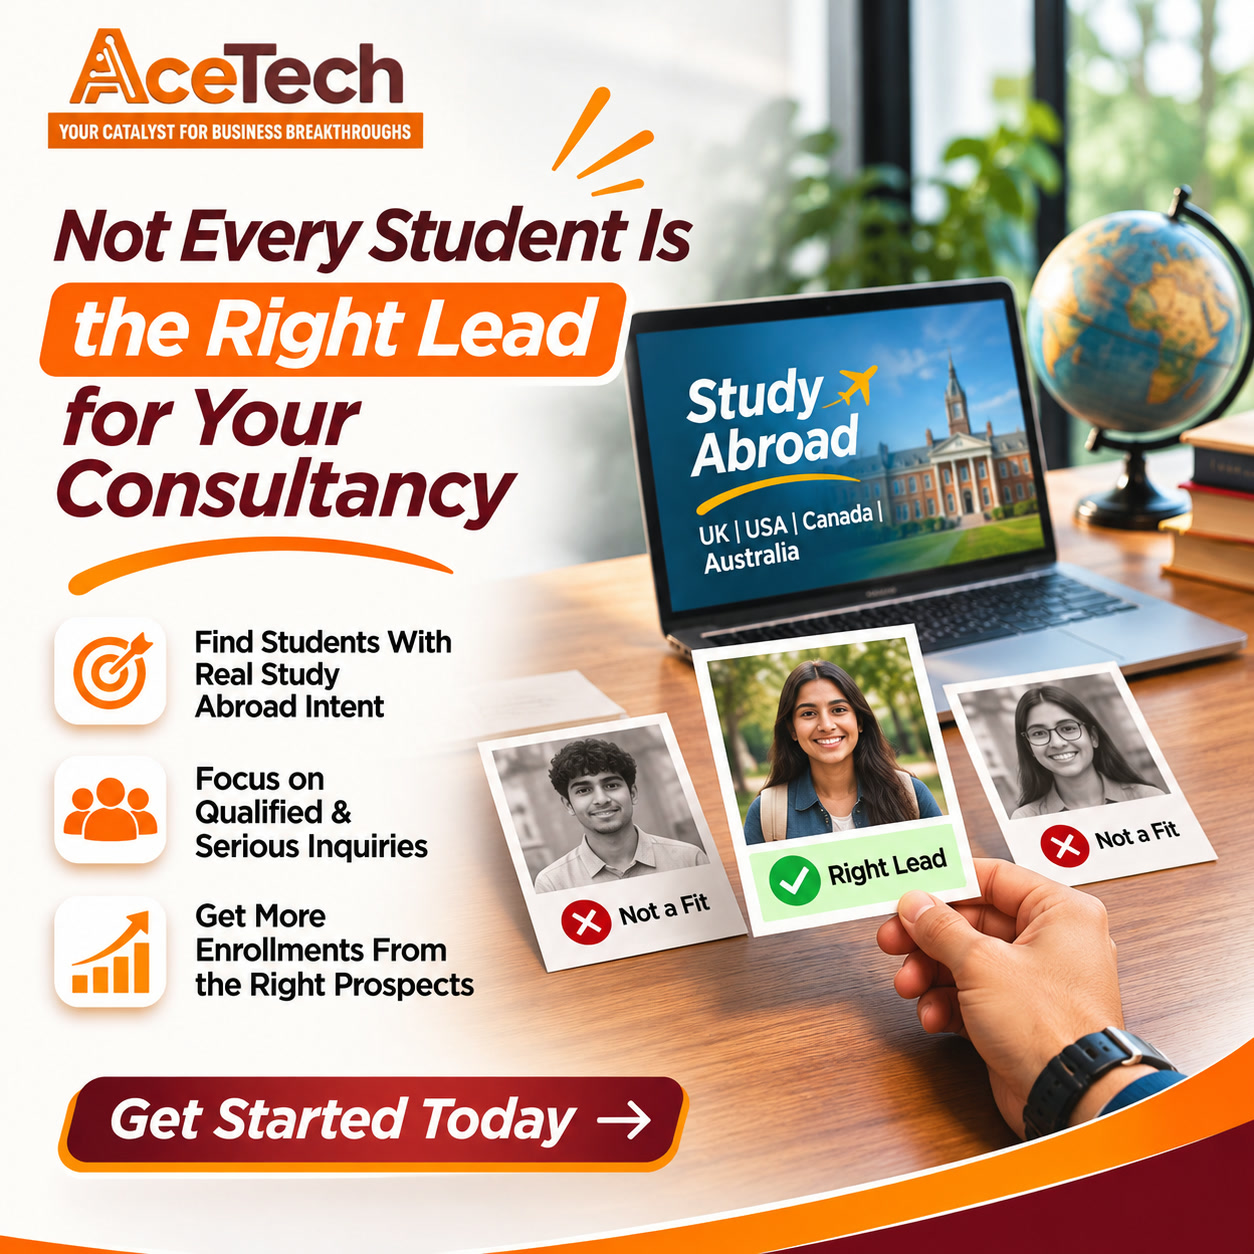 AceTech
YOUR CATALYST FOR BUSINESS BREAKTHROUGHS
Not Every Student Is
the Right Lead
for Your
Consultancy
Find Students With
Real Study
Abroad Intent
Focus on
Qualified &
Serious Inquiries
Get More
Enrollments From
the Right Prospects
Get Started Today
Study
Abroad
UK | USA | Canada |
Australia
Not a Fit
Right Lead
Not a Fit